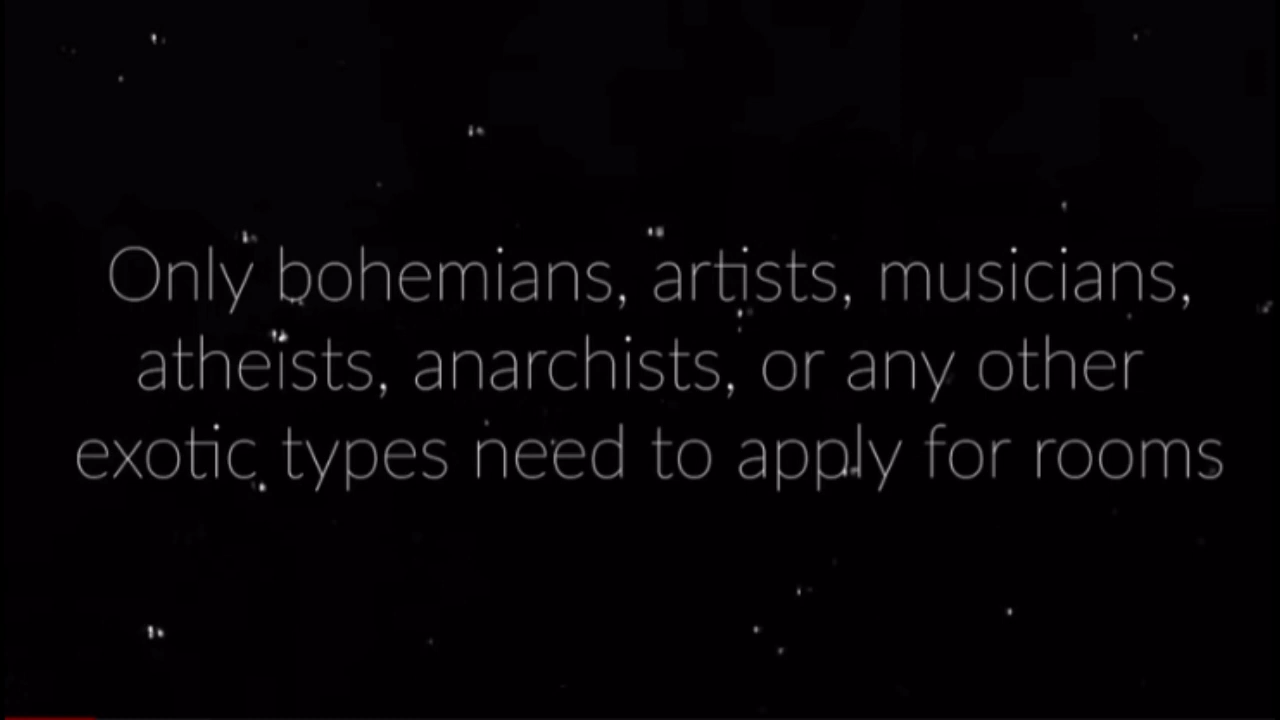 Only bohemians, artists, musicians,
atheists, anarchists, or any other
exotic types need to apply for rooms